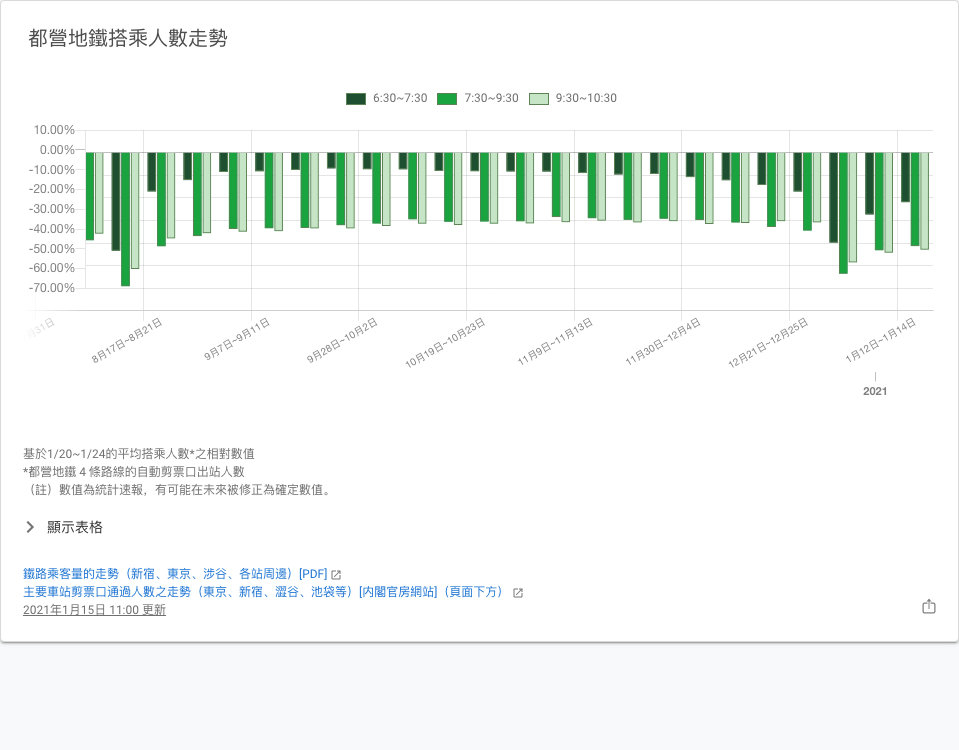 都營地鐵搭乘人數走勢
6:30~7:30 7:30~9:30 9:30~10:30
10.00%
0.00%
-10.00%
-20.00%
-30.00%
-40.00%
-50.00%
-60.00%
-70.00%
31日 8月17日~8月21日 9月7日~9月11日 9月28日~10月2日 10月19日~10月23日 11月9日~11月13日 11月30日~12月4日 12月21日~12月25日 1月12日~1月14日
2021
基於1/20~1/24的平均搭乘人數*之相對數值
*都營地鐵 4 條路線的自動剪票口出站人數
（註）數值為統計速報，有可能在未來被修正為確定數值。
顯示表格
鐵路乘客量的走勢（新宿、東京、涉谷、各站周邊）[PDF]
主要車站剪票口通過人數之走勢（東京、新宿、澀谷、池袋等）[内閣官房網站]（頁面下方）
2021年1月15日 11:00 更新